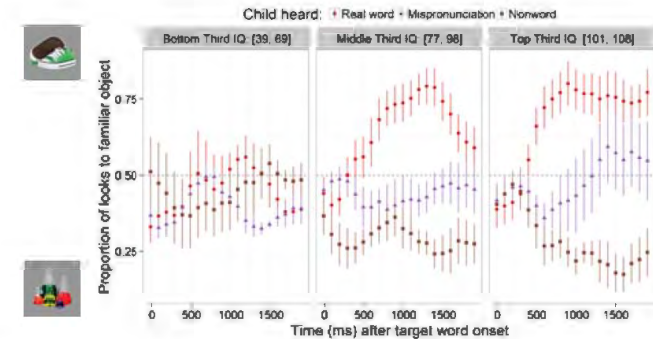 Child heard: Real word Mispronunciation Nonword
Bottom Third IQ: [39, 69] Middle Third IQ: [77, 98] Top Third IQ: [101, 108]
Proportion of looks to familiar object
0.75
0.50
0.25
0 500 1000 1500 0 500 1000 1500 0 500 1000 1500
Time (ms) after target word onset